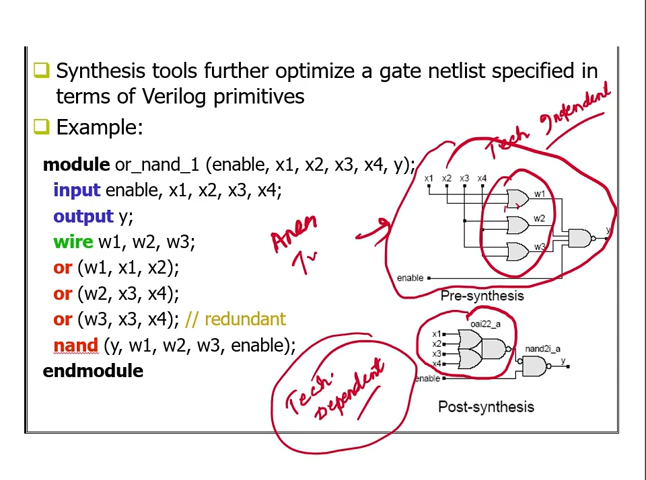 Synthesis tools further optimize a gate netlist specified in
terms of Verilog primitives
Example:
module or_nand_1 (enable, x1, x2, x3, x4, y);
input enable, x1, x2, x3, x4;
output y;
wire w1, w2, w3;
or (w1, x1, x2);
or (w2, x3, x4);
or (w3, x3, x4); // redundant
nand (y, w1, w2, w3, enable);
endmodule
Tech Independent
x1 x2 x3 x4
w1
w2
w3
y
enable
Pre-synthesis
Area
oai22_a
x1
x2
x3
x4
nand2i_a
y
enable
Post-synthesis
Tech.
Dependent